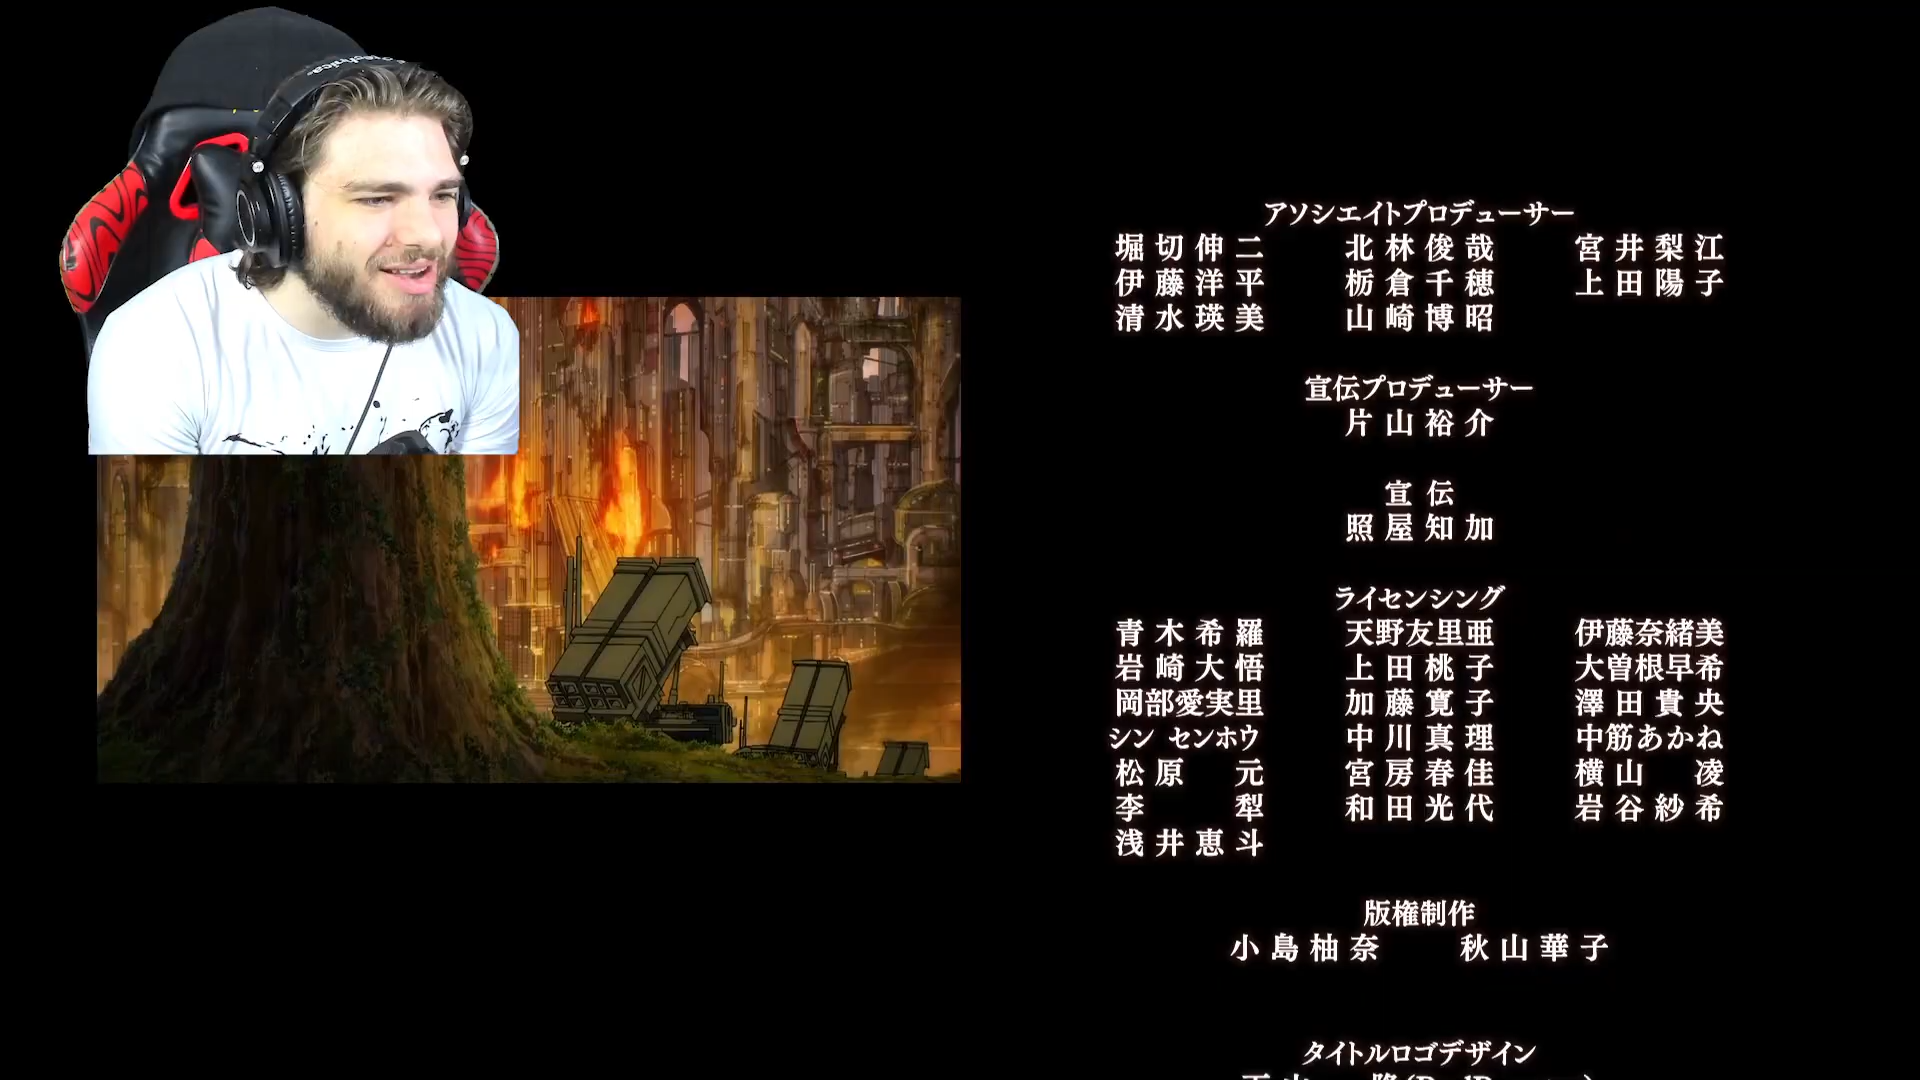 アソシエイトプロデューサー
堀切伸二 北林俊哉 宮井梨江
伊藤洋平 栃倉千穂 上田陽子
清水瑛美 山崎博昭
宣伝プロデューサー
片山裕介
宣伝
照屋知加
ライセンシング
青木希羅 天野友里亜 伊藤奈緒美
岩崎大悟 上田桃子 大曽根早希
岡部愛実里 加藤寛子 澤田貴央
シン センホウ 中川真理 中筋あかね
松原 元 宮房春佳 横山 凌
李 犁 和田光代 岩谷紗希
浅井恵斗
版権制作
小島柚奈 秋山華子
タイトルロゴデザイン